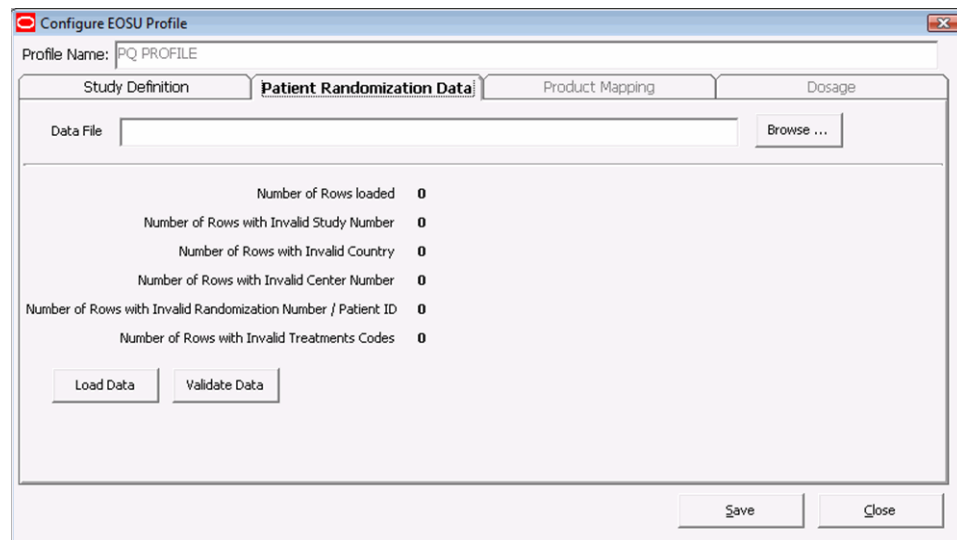 Configure EOSU Profile
Profile Name: PQ PROFILE
Study Definition Patient Randomization Data Product Mapping Dosage
Data File Browse ...
Number of Rows loaded 0
Number of Rows with Invalid Study Number 0
Number of Rows with Invalid Country 0
Number of Rows with Invalid Center Number 0
Number of Rows with Invalid Randomization Number / Patient ID 0
Number of Rows with Invalid Treatments Codes 0
Load Data Validate Data
Save Close